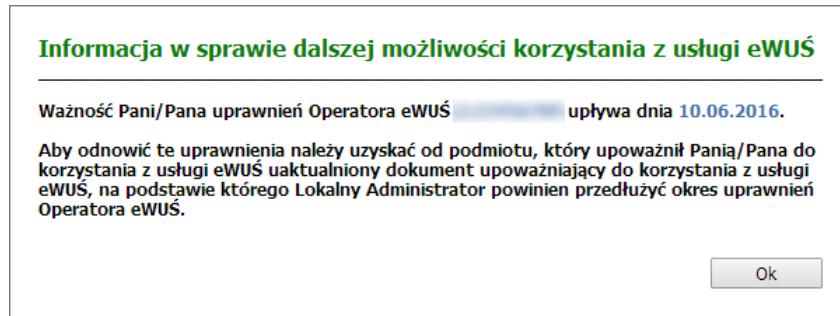 Informacja w sprawie dalszej możliwości korzystania z usługi eWUŚ
Ważność Pani/Pana uprawnień Operatora eWUŚ upływa dnia 10.06.2016.
Aby odnowić te uprawnienia należy uzyskać od podmiotu, który upoważnił Panią/Pana do
korzystania z usługi eWUŚ uaktualniony dokument upoważniający do korzystania z usługi
eWUŚ, na podstawie którego Lokalny Administrator powinien przedłużyć okres uprawnień
Operatora eWUŚ.
Ok